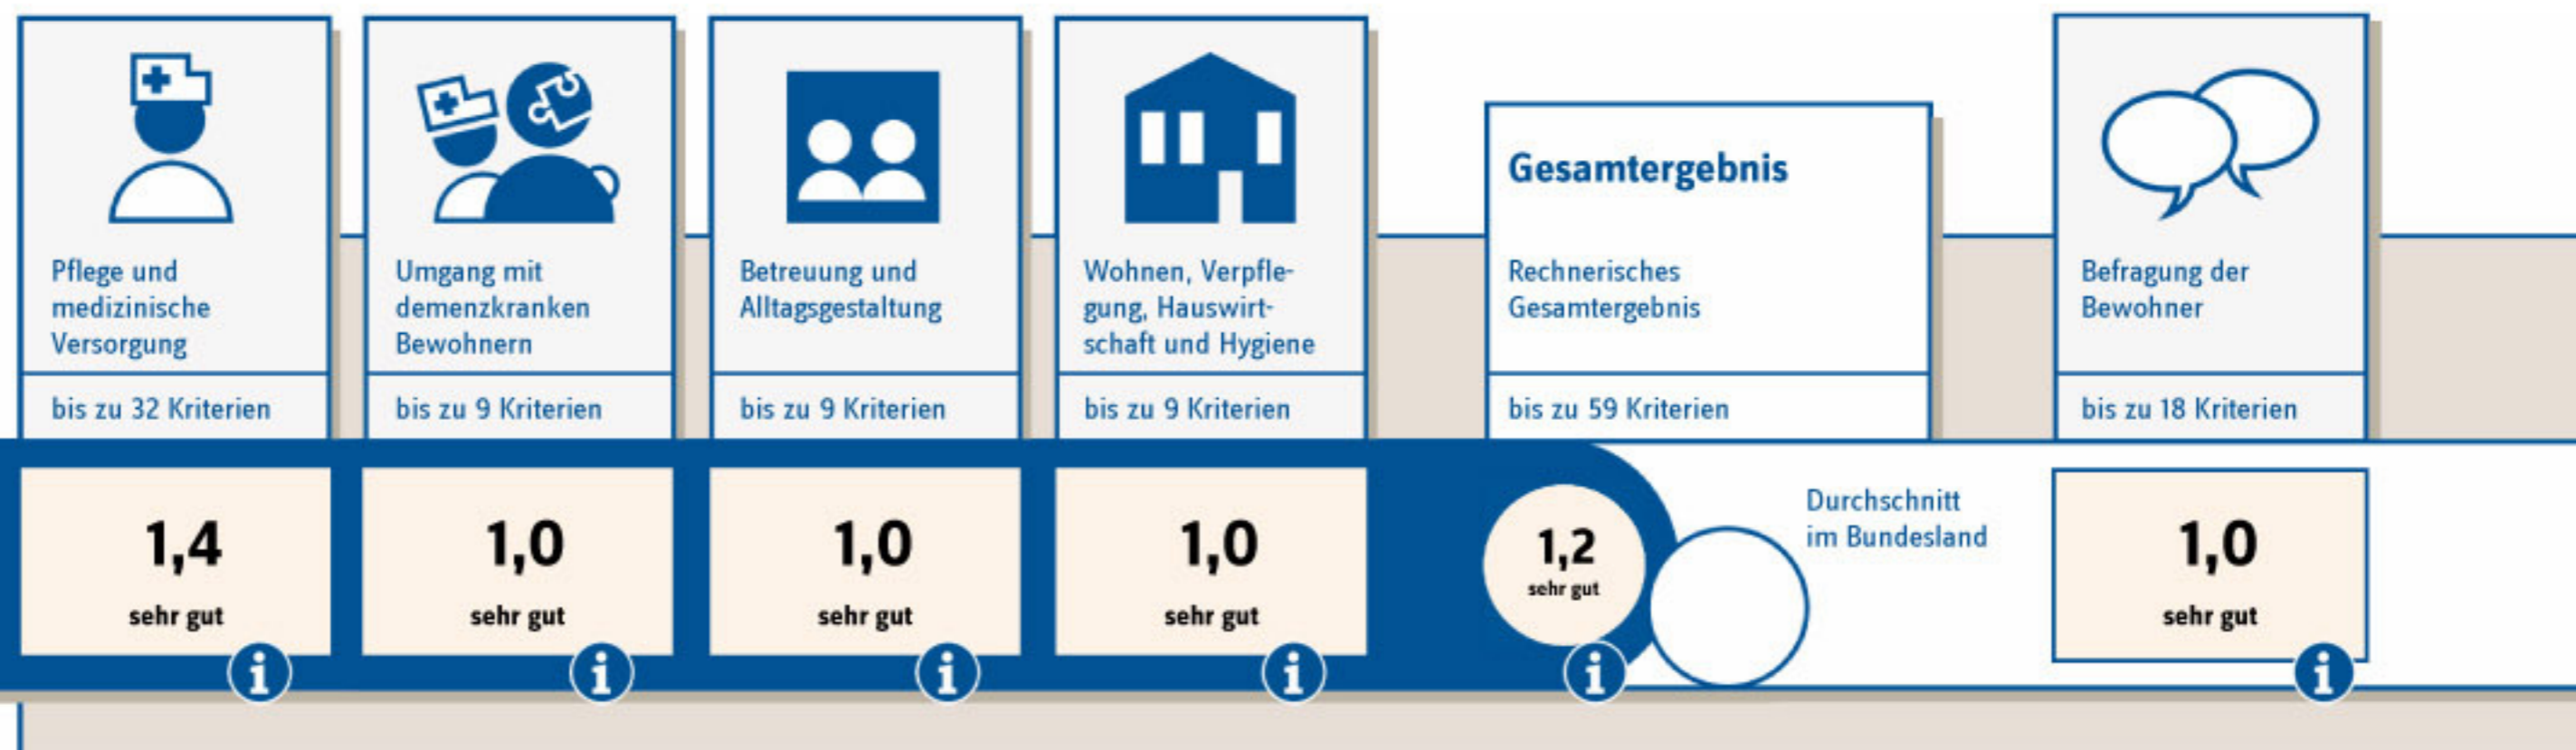 Pflege und
medizinische
Versorgung
bis zu 32 Kriterien
1,4
sehr gut
Umgang mit
demenzkranken
Bewohnern
bis zu 9 Kriterien
1,0
sehr gut
Betreuung und
Alltagsgestaltung
bis zu 9 Kriterien
1,0
sehr gut
Wohnen, Verpfle-
gung, Hauswirt-
schaft und Hygiene
bis zu 9 Kriterien
1,0
sehr gut
Gesamtergebnis
Rechnerisches
Gesamtergebnis
bis zu 59 Kriterien
1,2
sehr gut
Durchschnitt
im Bundesland
Befragung der
Bewohner
bis zu 18 Kriterien
1,0
sehr gut